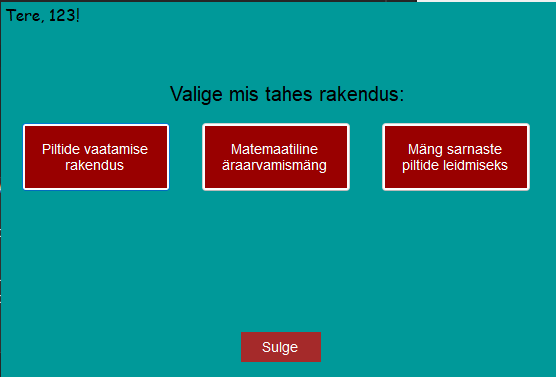 Tere, 123!
Valige mis tahes rakendus:
Piltide vaatamise
rakendus
Matemaatiline
äraarvamismäng
Mäng sarnaste
piltide leidmiseks
Sulge